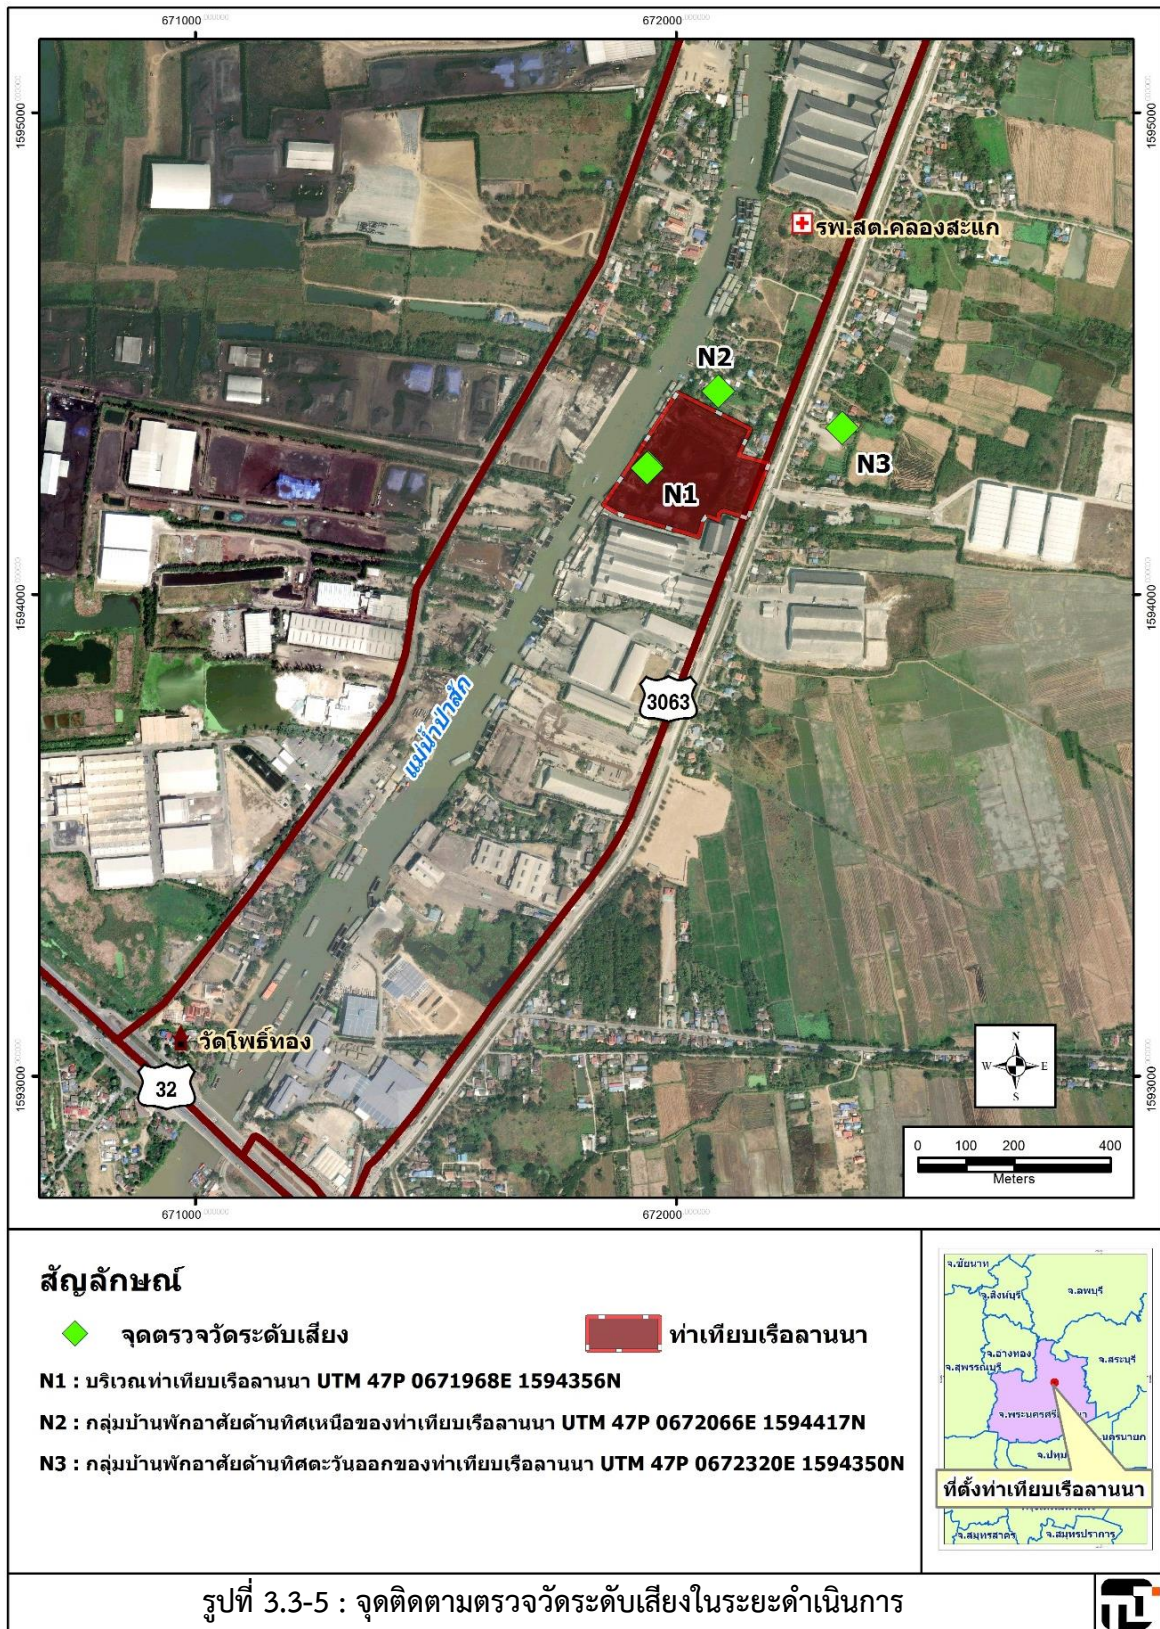 671000
672000
1595000
1595000
รพ.สต.คลองสะแก
N2
N3
N1
1594000
1594000
3063
แม่น้ำป่าสัก
วัดโพธิ์ทอง
32
1593000
1593000
N
W E
S
0 100 200 400
Meters
671000
672000
สัญลักษณ์
จุดตรวจวัดระดับเสียง
ท่าเทียบเรือลานนา
N1 : บริเวณท่าเทียบเรือลานนา UTM 47P 0671968E 1594356N
N2 : กลุ่มบ้านพักอาศัยด้านทิศเหนือของท่าเทียบเรือลานนา UTM 47P 0672066E 1594417N
N3 : กลุ่มบ้านพักอาศัยด้านทิศตะวันออกของท่าเทียบเรือลานนา UTM 47P 0672320E 1594350N
จ.ชัยนาท
จ.สิงห์บุรี
จ.ลพบุรี
จ.อ่างทอง
จ.สุพรรณบุรี
จ.สระบุรี
จ.พระนครศรี
นครนายก
จ.ปทุม
ที่ตั้งท่าเทียบเรือลานนา
จ.สมุทรสาคร
จ.สมุทรปราการ
รูปที่ 3.3-5 : จุดติดตามตรวจวัดระดับเสียงในระยะดำเนินการ